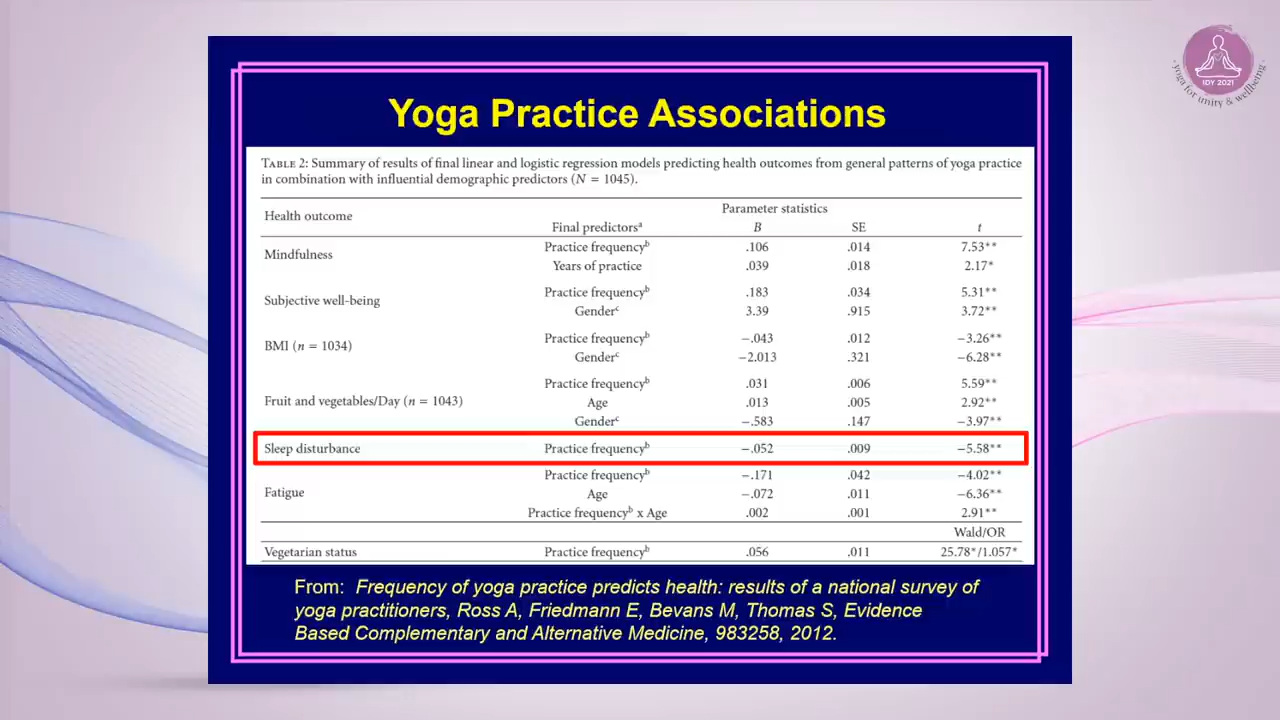 Yoga Practice Associations
TABLE 2: Summary of results of final linear and logistic regression models predicting health outcomes from general patterns of yoga practice
in combination with influential demographic predictors (N = 1045).
Parameter statistics
Health outcome
Final predictorsᵃ B SE t
Mindfulness
Practice frequencyᵇ .106 .014 7.53**
Years of practice .039 .018 2.17*
Subjective well-being
Practice frequencyᵇ .183 .034 5.31**
Genderᶜ 3.39 .915 3.72**
BMI (n = 1034)
Practice frequencyᵇ −.043 .012 −3.26**
Genderᶜ −2.013 .321 −6.28**
Fruit and vegetables/Day (n = 1043)
Practice frequencyᵇ .031 .006 5.59**
Age .013 .005 2.92**
Genderᶜ −.583 .147 −3.97**
Sleep disturbance Practice frequencyᵇ −.052 .009 −5.58**
Fatigue
Practice frequencyᵇ −.171 .042 −4.02**
Age −.072 .011 −6.36**
Practice frequencyᵇ x Age .002 .001 2.91**
Wald/OR
Vegetarian status Practice frequencyᵇ .056 .011 25.78*/1.057*
From: Frequency of yoga practice predicts health: results of a national survey of
yoga practitioners, Ross A, Friedmann E, Bevans M, Thomas S, Evidence
Based Complementary and Alternative Medicine, 983258, 2012.
IDY 2021
yoga for unity & wellbeing